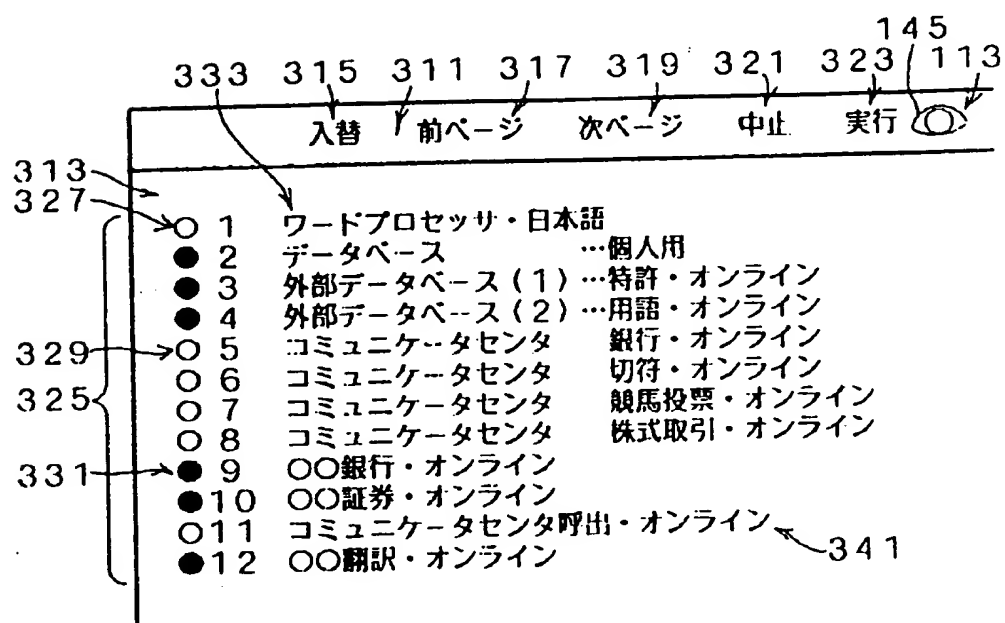 145
333 315 311 317 319 321 323 113
入替 前ページ 次ページ 中止 実行
313
327 ○ 1 ワードプロセッサ・日本語
● 2 データベース …個人用
● 3 外部データベース(1)…特許・オンライン
● 4 外部データベース(2)…用語・オンライン
329 ○ 5 コミュニケータセンタ 銀行・オンライン
○ 6 コミュニケータセンタ 切符・オンライン
325 ○ 7 コミュニケータセンタ 競馬投票・オンライン
○ 8 コミュニケータセンタ 株式取引・オンライン
331 ● 9 ○○銀行・オンライン
●10 ○○証券・オンライン
○11 コミュニケータセンタ呼出・オンライン 341
●12 ○○翻訳・オンライン